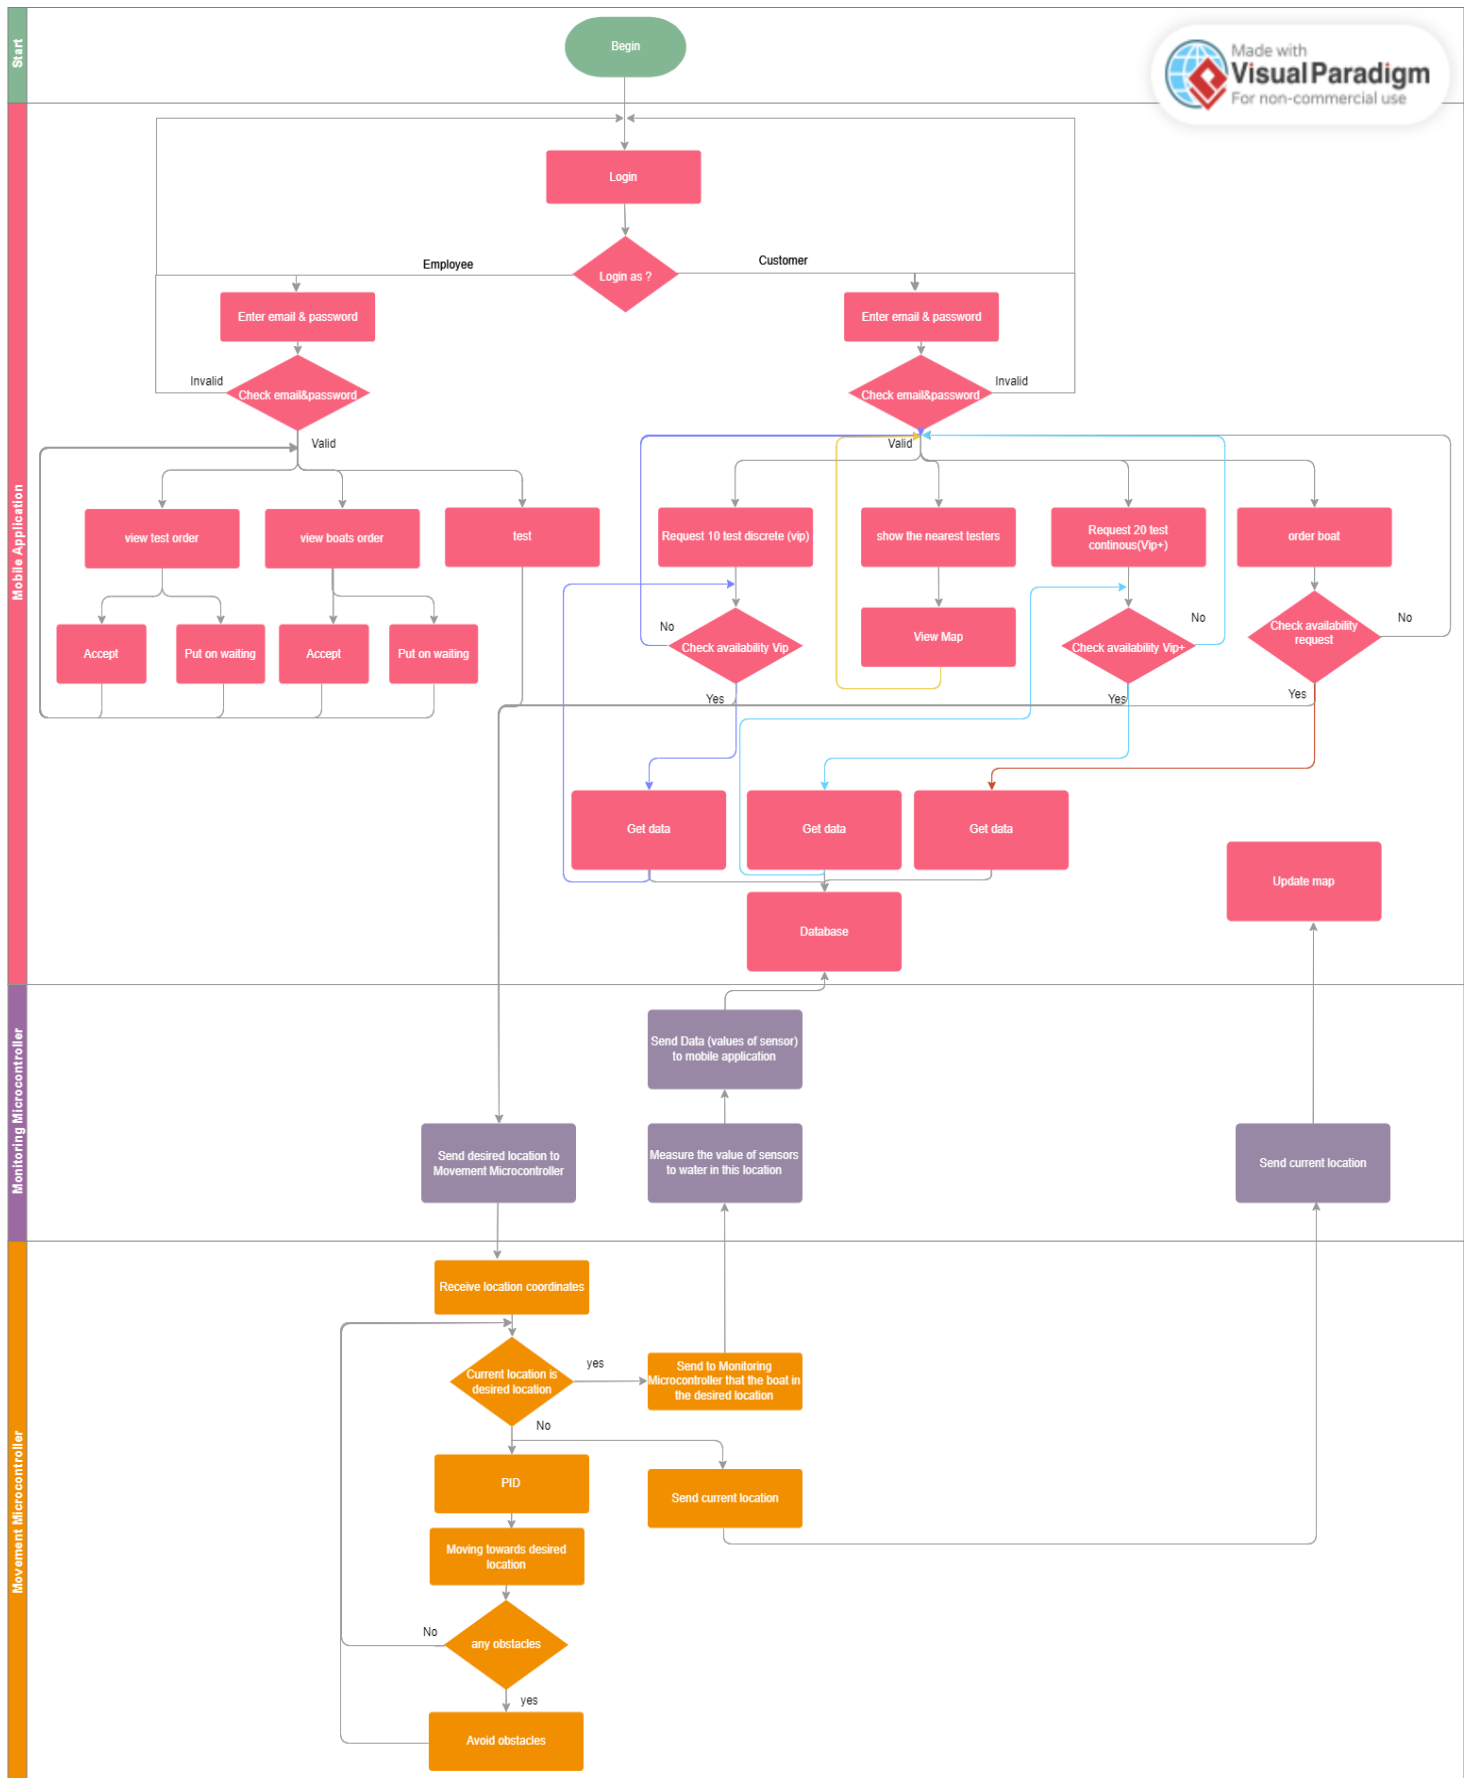 Start
Begin
Made with
Visual Paradigm
For non-commercial use
Mobile Application
Login
Login as ?
Employee
Customer
Enter email & password
Enter email & password
Invalid
Check email&password
Check email&password
Invalid
Valid
Valid
view test order
view boats order
test
Request 10 test discrete (vip)
show the nearest testers
Request 20 test
continous(Vip+)
order boat
Accept
Put on waiting
Accept
Put on waiting
No
Check availability Vip
View Map
No
Check availability Vip+
Check availability
request
No
Yes
Yes
Yes
Get data
Get data
Get data
Update map
Database
Monitoring Microcontroller
Send Data (values of sensor)
to mobile application
Send desired location to
Movement Microcontroller
Measure the value of sensors
to water in this location
Send current location
Movement Microcontroller
Receive location coordinates
Current location is
desired location
yes
Send to Monitoring
Microcontroller that the boat in
the desired location
No
PID
Send current location
Moving towards desired
location
No
any obstacles
yes
Avoid obstacles